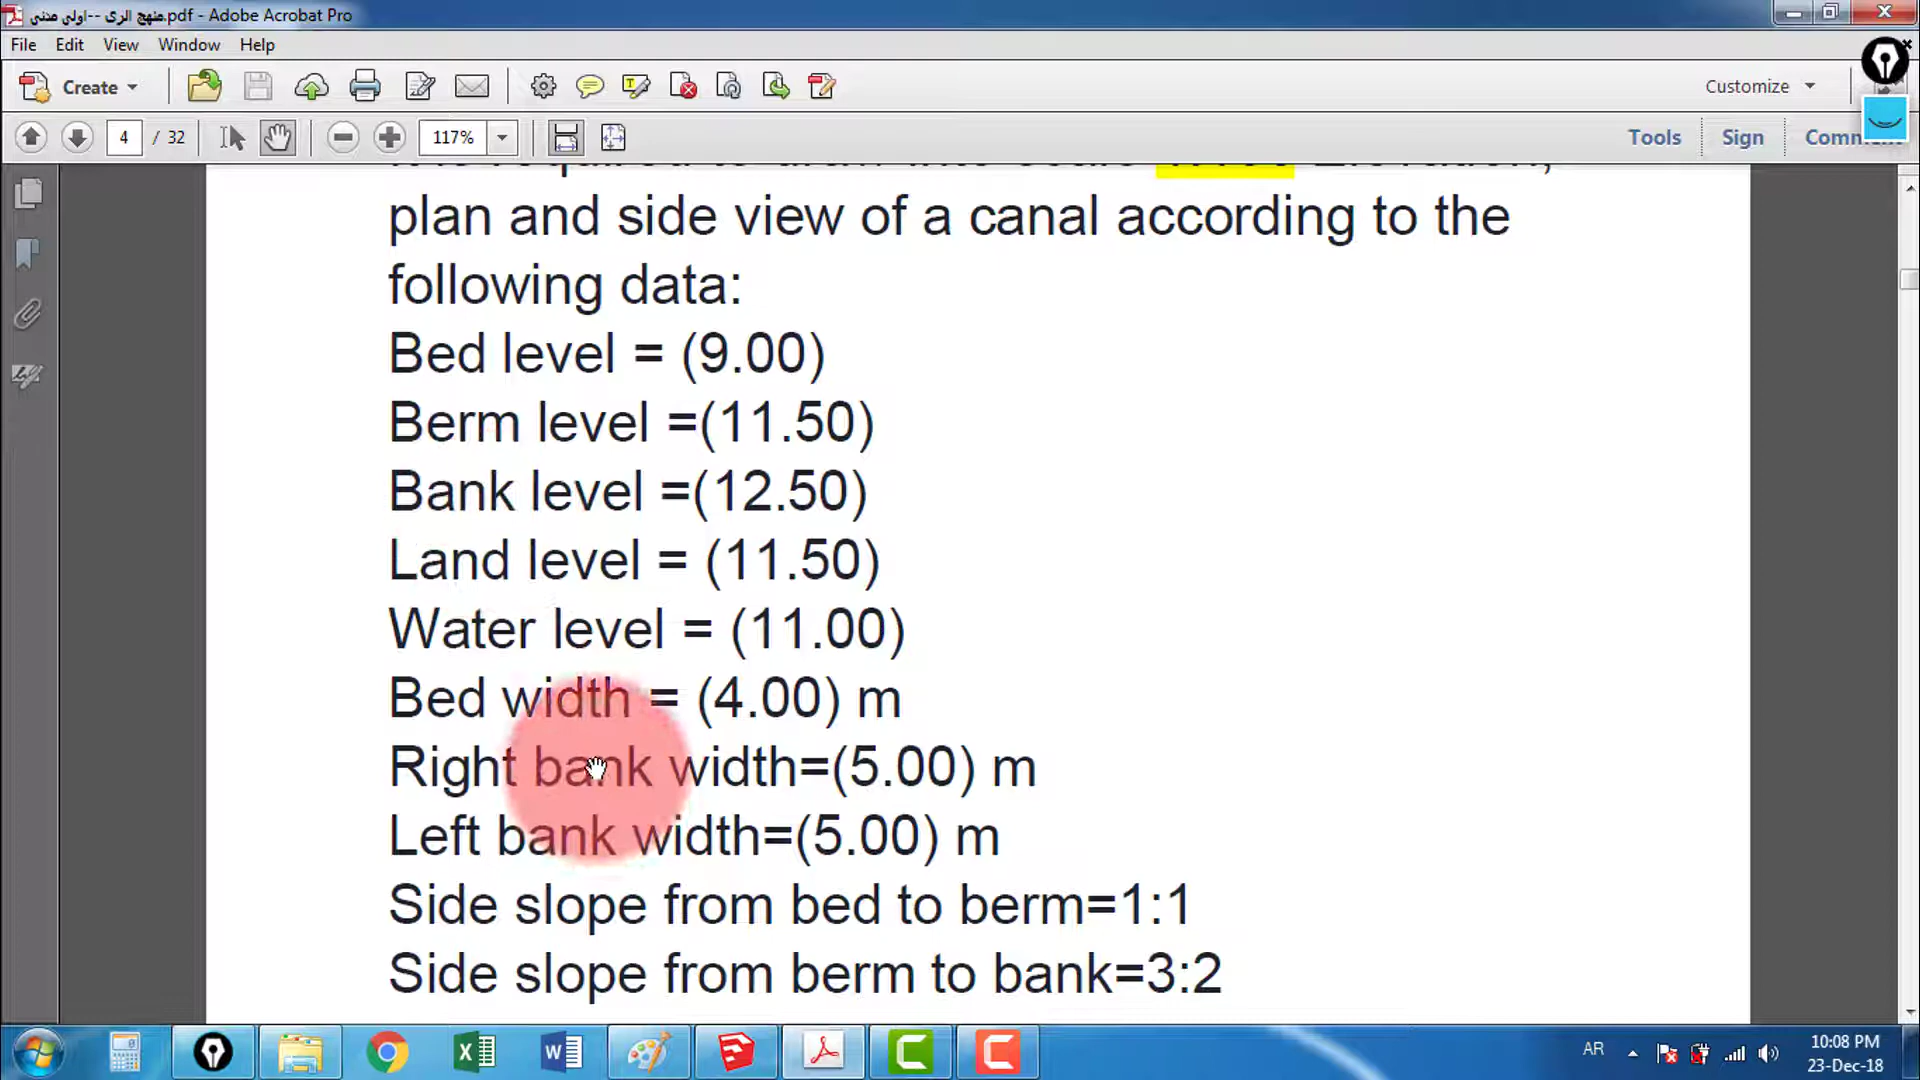 منهج الرى --اولى مدنى.pdf - Adobe Acrobat Pro
File Edit View Window Help
Create Customize
4 / 32 117% Tools Sign Comm
plan and side view of a canal according to the
following data:
Bed level = (9.00)
Berm level =(11.50)
Bank level =(12.50)
Land level = (11.50)
Water level = (11.00)
Bed width = (4.00) m
Right bank width=(5.00) m
Left bank width=(5.00) m
Side slope from bed to berm=1:1
Side slope from berm to bank=3:2
AR
10:08 PM
23-Dec-18